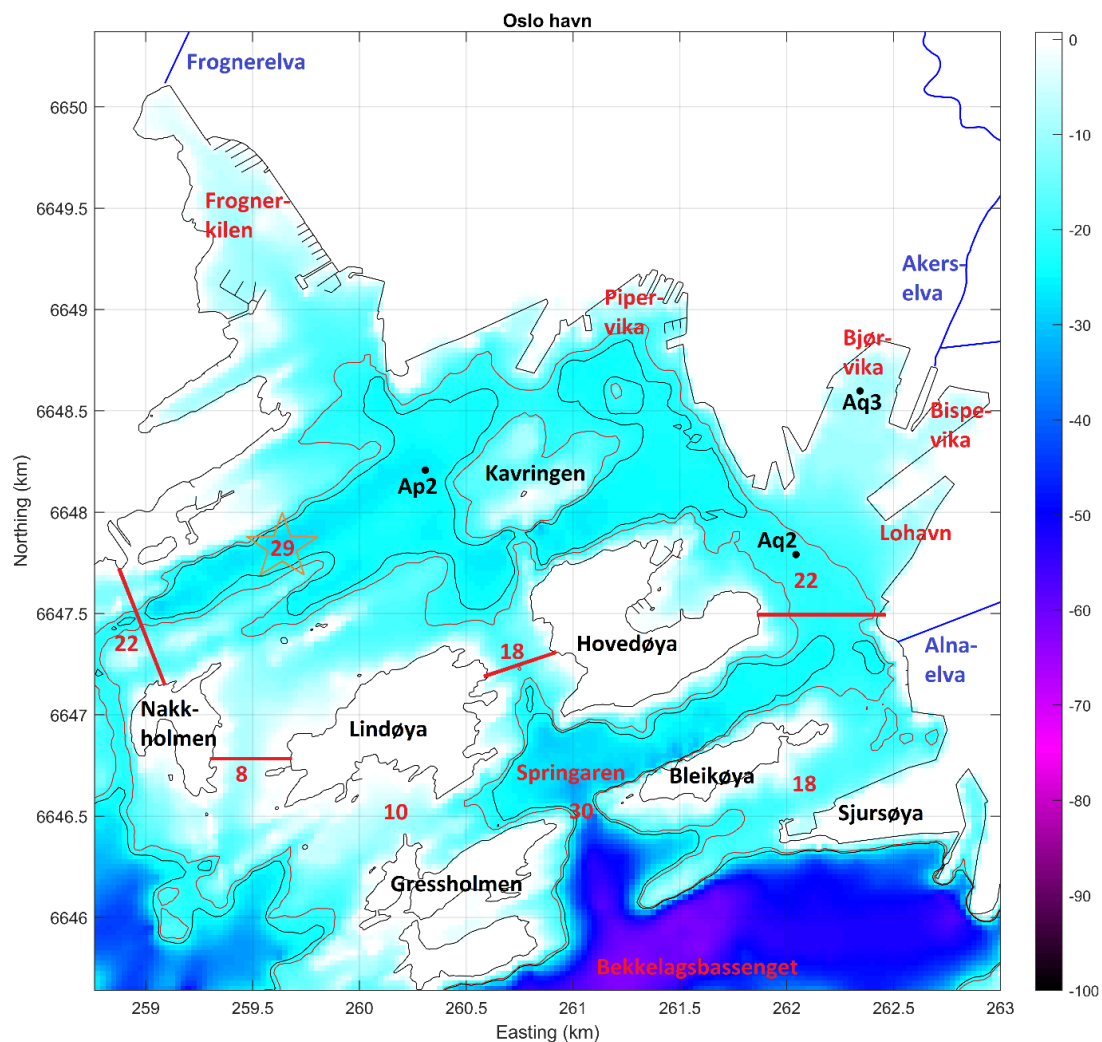 Oslo havn
Frognerelva
Frogner-
kilen
Akers-
elva
Piper-
vika
Bjør-
vika
Aq3
Bispe-
vika
Kavringen
Ap2
Lohavn
Aq2
29
22
22
18
Hovedøya
Alna-
elva
Nakk-
holmen
Lindøya
8
Springaren
Bleikøya
18
10
30
Sjursøya
Gressholmen
Bekkelagsbassenget
6650
6649.5
6649
6648.5
6648
6647.5
6647
6646.5
6646
Northing (km)
259
259.5
260
260.5
261
261.5
262
262.5
263
Easting (km)
0
-10
-20
-30
-40
-50
-60
-70
-80
-90
-100